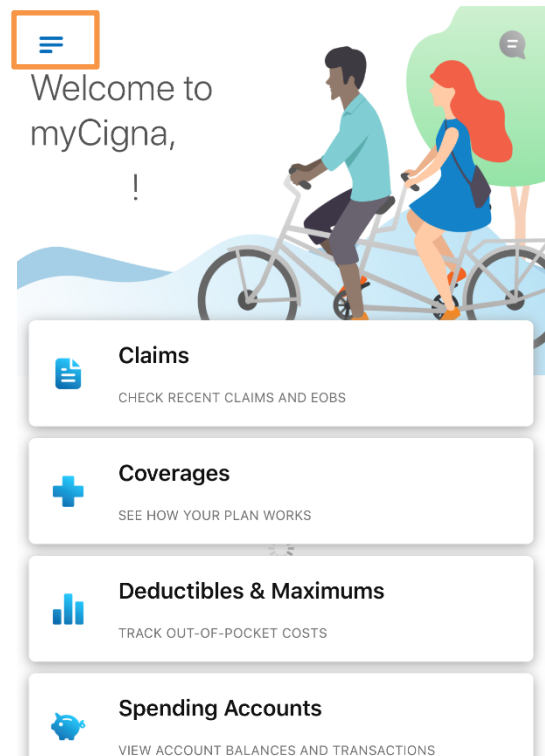 Welcome to
myCigna,
!
Claims
CHECK RECENT CLAIMS AND EOBS
Coverages
SEE HOW YOUR PLAN WORKS
Deductibles & Maximums
TRACK OUT-OF-POCKET COSTS
Spending Accounts
VIEW ACCOUNT BALANCES AND TRANSACTIONS